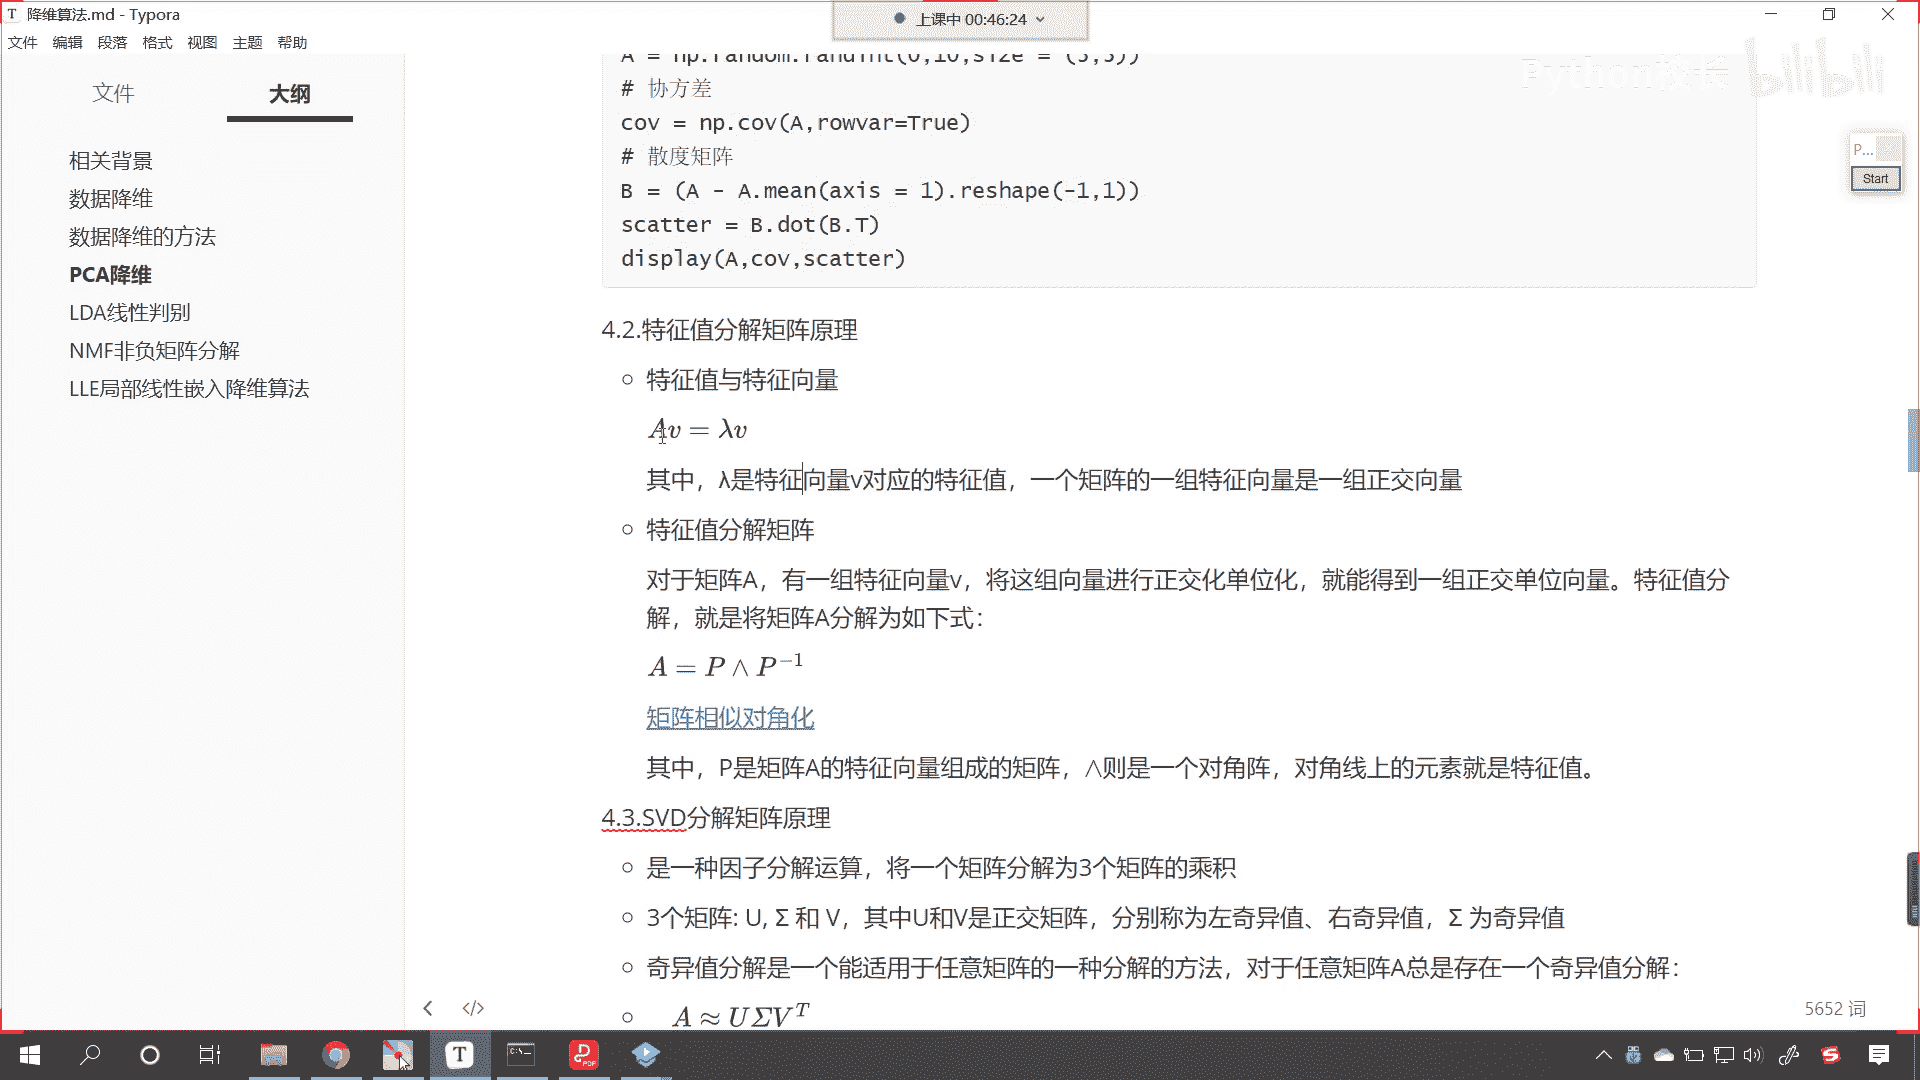 降维算法.md - Typora
上课中 00:46:24
文件 编辑 段落 格式 视图 主题 帮助
Python校长 bilibili
文件 大纲
相关背景
数据降维
数据降维的方法
PCA降维
LDA线性判别
NMF非负矩阵分解
LLE局部线性嵌入降维算法
P...
Start
A = np.random.randint(0,10,size = (3,3))
# 协方差
cov = np.cov(A,rowvar=True)
# 散度矩阵
B = (A - A.mean(axis = 1).reshape(-1,1))
scatter = B.dot(B.T)
display(A,cov,scatter)
4.2.特征值分解矩阵原理
特征值与特征向量
Av = λv
其中，λ是特征向量v对应的特征值，一个矩阵的一组特征向量是一组正交向量
特征值分解矩阵
对于矩阵A，有一组特征向量v，将这组向量进行正交化单位化，就能得到一组正交单位向量。特征值分
解，就是将矩阵A分解为如下式：
A = P ∧ P⁻¹
矩阵相似对角化
其中，P是矩阵A的特征向量组成的矩阵，∧则是一个对角阵，对角线上的元素就是特征值。
4.3.SVD分解矩阵原理
是一种因子分解运算，将一个矩阵分解为3个矩阵的乘积
3个矩阵: U, Σ 和 V，其中U和V是正交矩阵，分别称为左奇异值、右奇异值，Σ 为奇异值
奇异值分解是一个能适用于任意矩阵的一种分解的方法，对于任意矩阵A总是存在一个奇异值分解：
A ≈ UΣVᵀ
5652 词